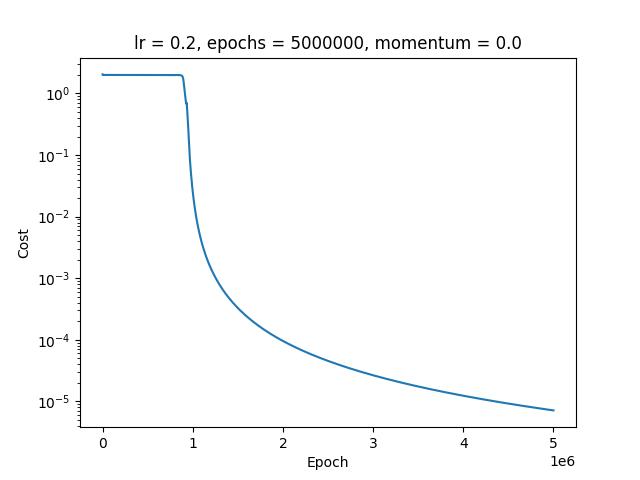 lr = 0.2, epochs = 5000000, momentum = 0.0
10⁰
10⁻¹
10⁻²
10⁻³
10⁻⁴
10⁻⁵
Cost
0 1 2 3 4 5
1e6
Epoch